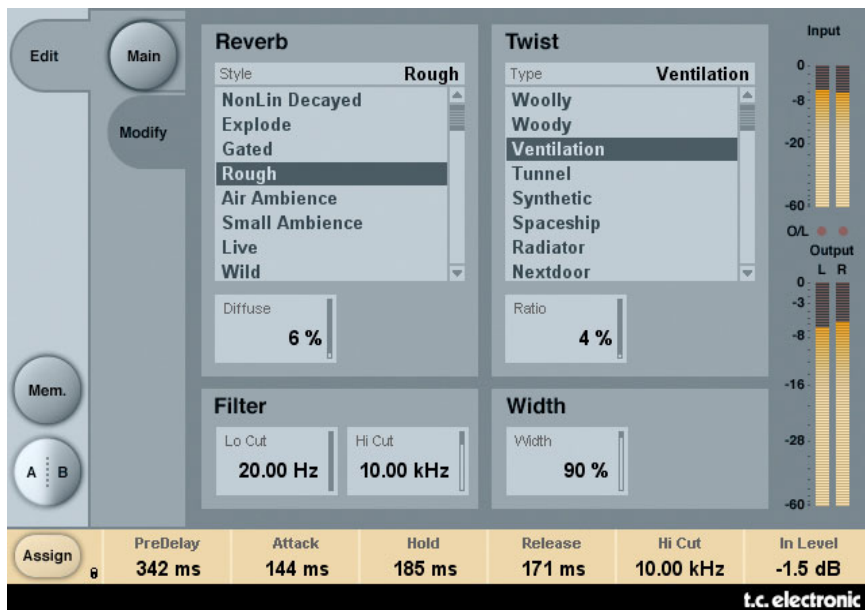 Edit
Main
Modify
Mem.
A B
Reverb
Style Rough
NonLin Decayed
Explode
Gated
Rough
Air Ambience
Small Ambience
Live
Wild
Diffuse
6 %
Twist
Type Ventilation
Woolly
Woody
Ventilation
Tunnel
Synthetic
Spaceship
Radiator
Nextdoor
Ratio
4 %
Filter
Lo Cut
20.00 Hz
Hi Cut
10.00 kHz
Width
Width
90 %
Input
0
-8
-20
-60
O/L
Output
L R
0
-3
-8
-16
-28
-60
Assign
PreDelay
342 ms
Attack
144 ms
Hold
185 ms
Release
171 ms
Hi Cut
10.00 kHz
In Level
-1.5 dB
t.c. electronic